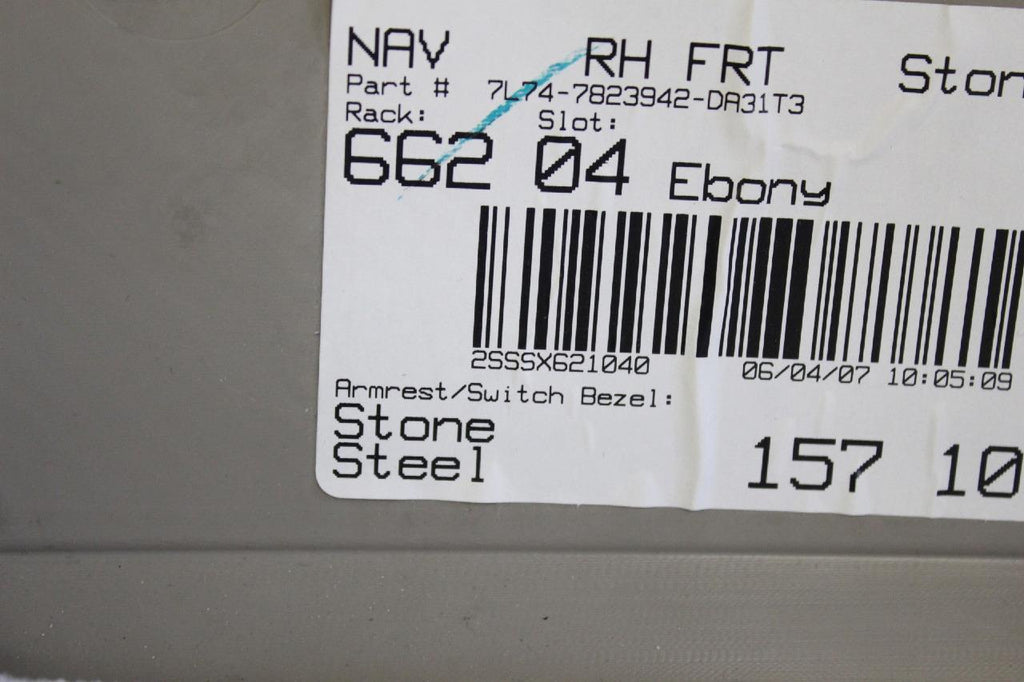 NAV RH FRT Ston
Part # 7L74-7823942-DA31T3
Rack: Slot:
662 04 Ebony
2SSSX621040 06/04/07 10:05:09
Armrest/Switch Bezel:
Stone
Steel 157 10